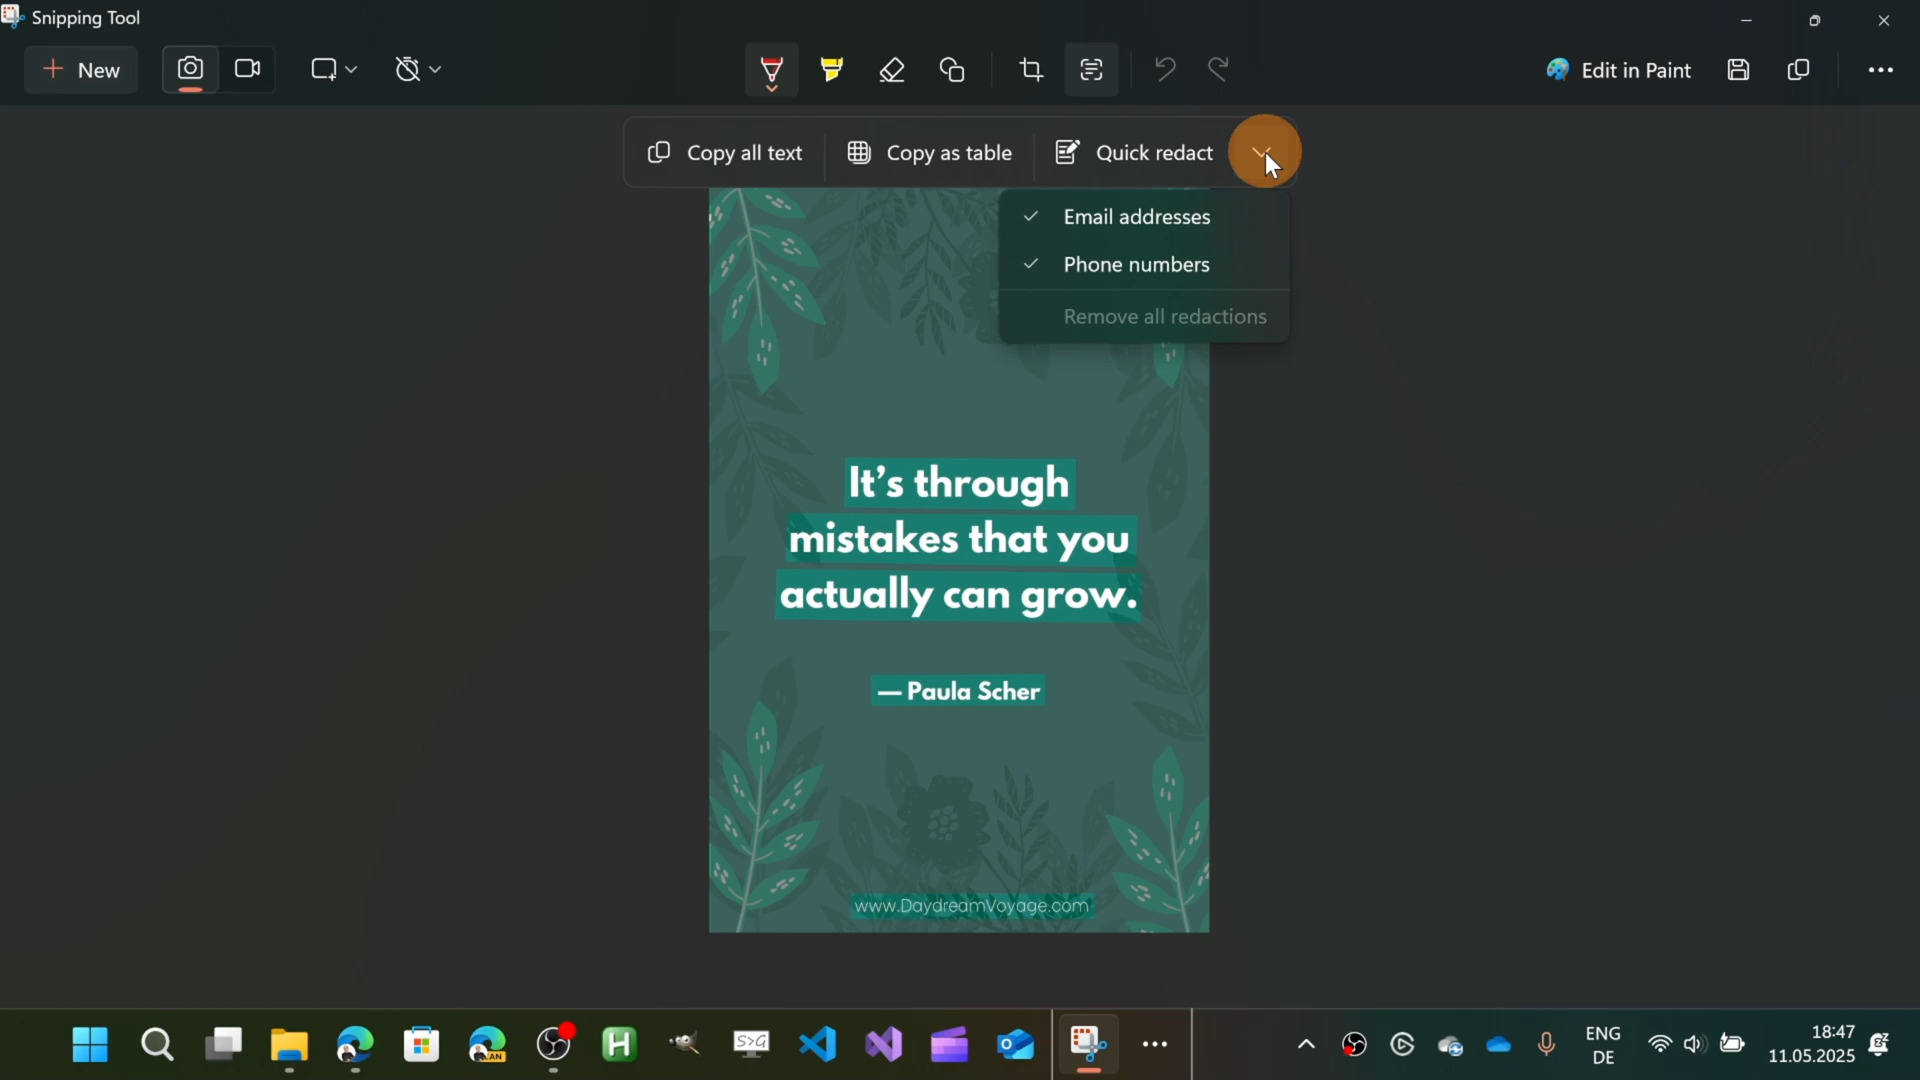 Snipping Tool
New
Edit in Paint
Copy all text
Copy as table
Quick redact
Email addresses
Phone numbers
Remove all redactions
It's through
mistakes that you
actually can grow.
— Paula Scher
www.DaydreamVoyage.com
CAN
S>G
ENG
DE
18:47
11.05.2025